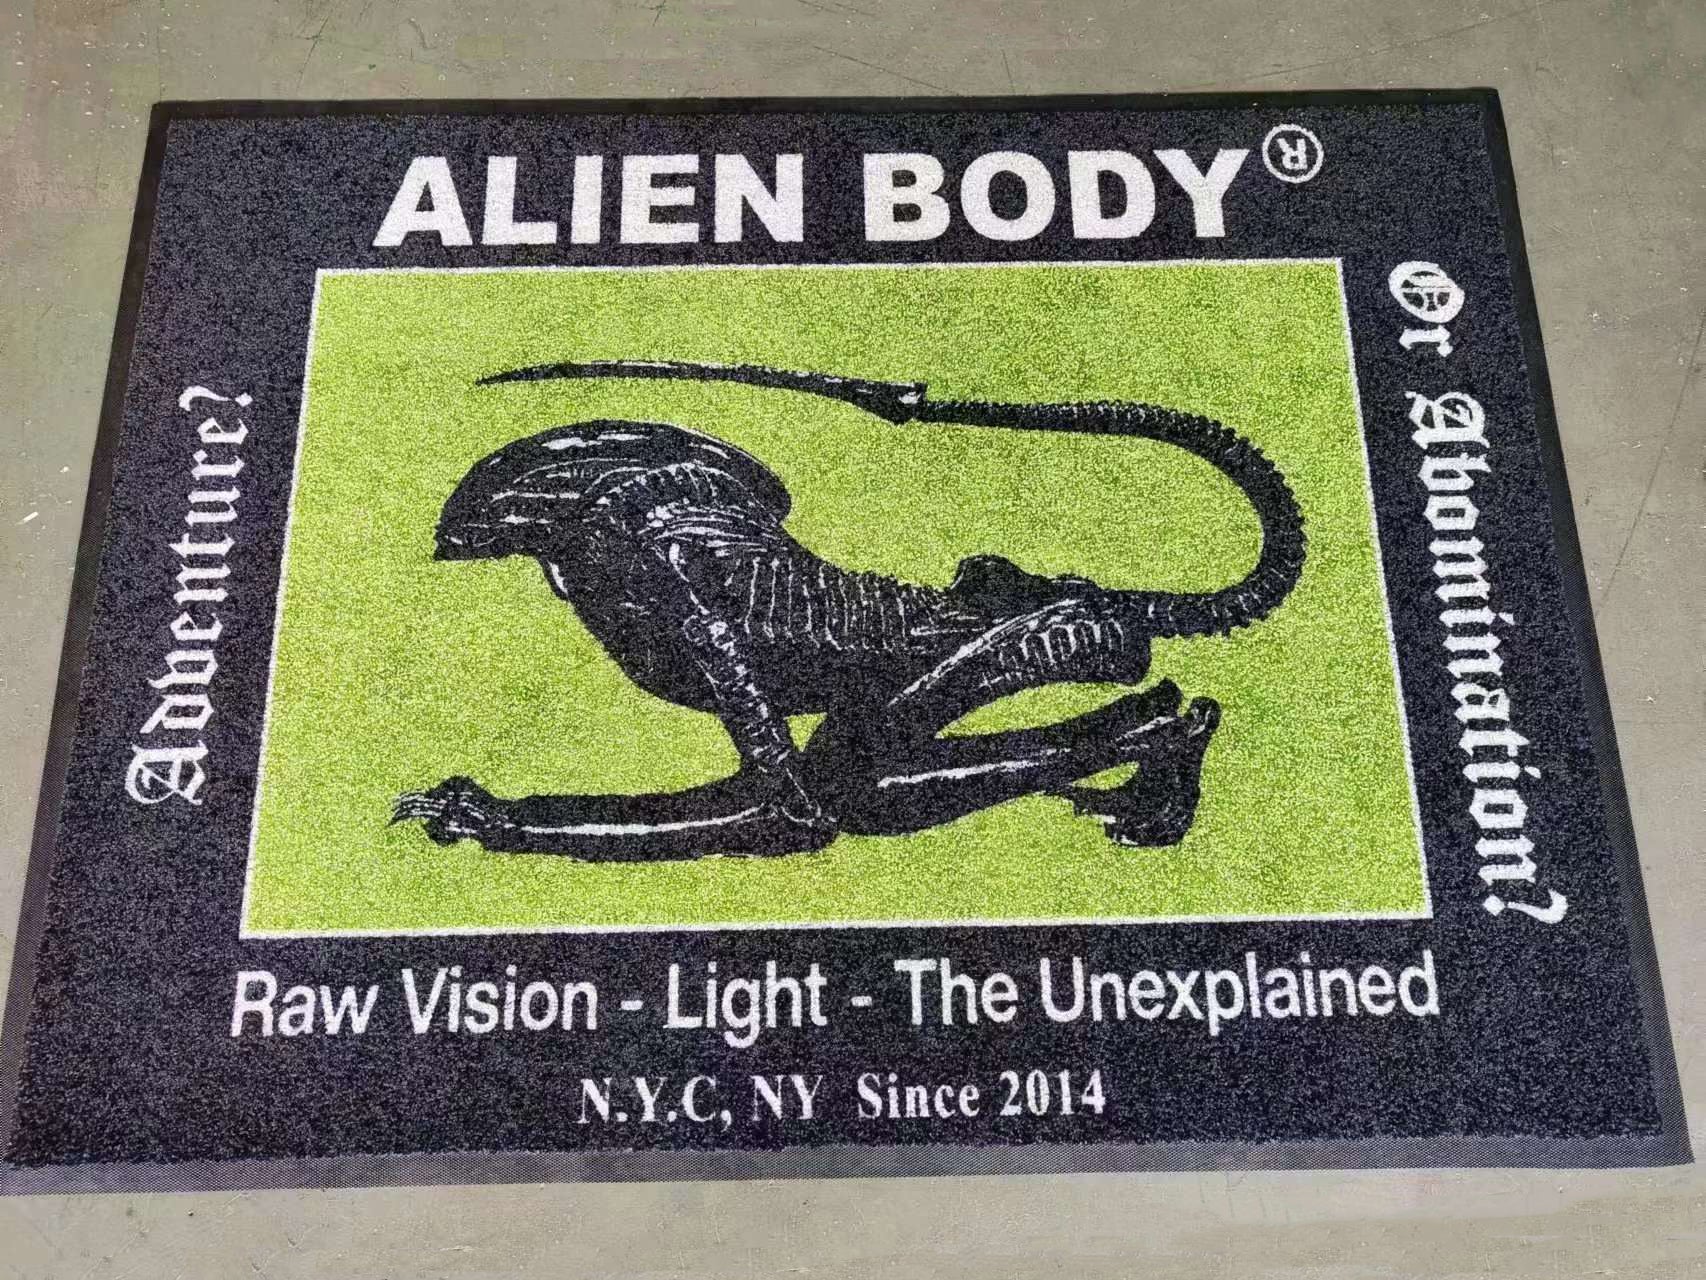 ALIEN BODY®
Adventure?
Or Abomination?
Raw Vision - Light - The Unexplained
N.Y.C, NY Since 2014